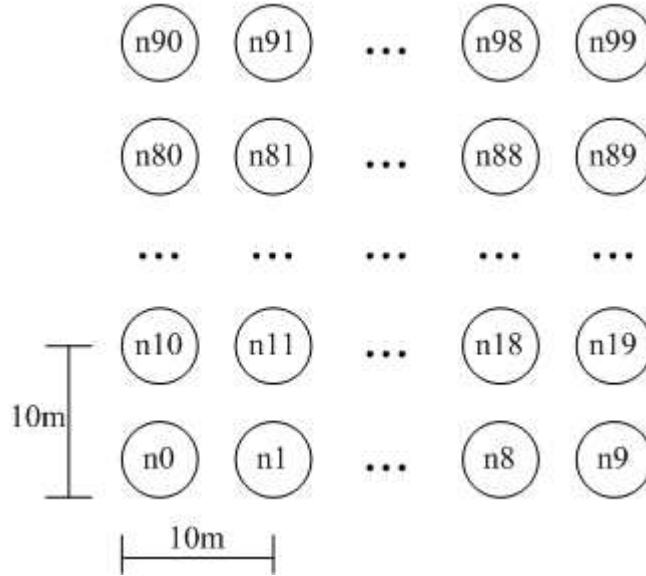 n90 n91 ... n98 n99
n80 n81 ... n88 n89
... ... ... ... ...
n10 n11 ... n18 n19
10m
n0 n1 ... n8 n9
10m